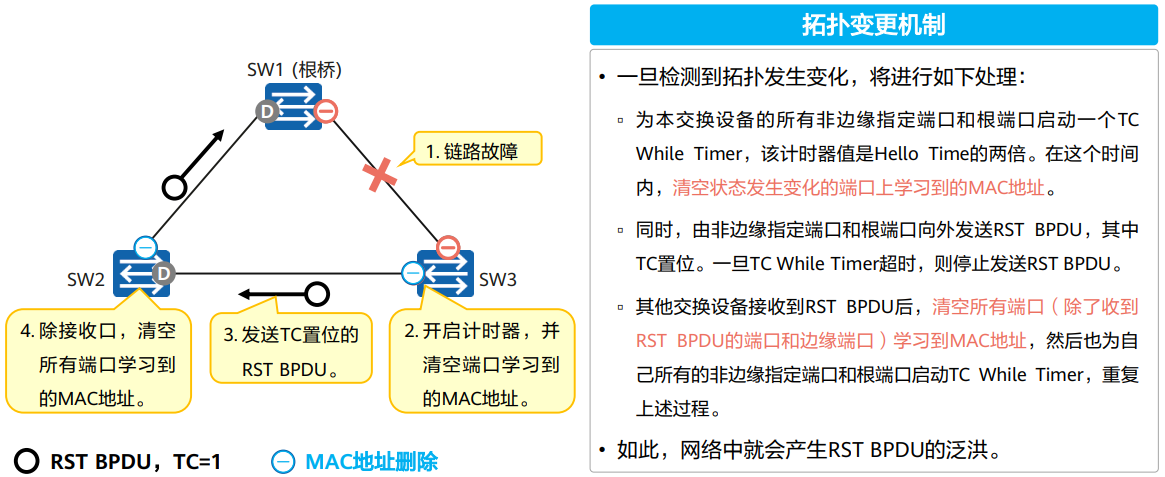 拓扑变更机制
SW1 (根桥)
D
1. 链路故障
SW2
D
SW3
4. 除接收口，清空
所有端口学习到
的MAC地址。
3. 发送TC置位的
RST BPDU。
2. 开启计时器，并
清空端口学习到
的MAC地址。
RST BPDU，TC=1
MAC地址删除
• 一旦检测到拓扑发生变化，将进行如下处理：
▫ 为本交换设备的所有非边缘指定端口和根端口启动一个TC
While Timer，该计时器值是Hello Time的两倍。在这个时间
内，清空状态发生变化的端口上学习到的MAC地址。
▫ 同时，由非边缘指定端口和根端口向外发送RST BPDU，其中
TC置位。一旦TC While Timer超时，则停止发送RST BPDU。
▫ 其他交换设备接收到RST BPDU后，清空所有端口（除了收到
RST BPDU的端口和边缘端口）学习到MAC地址，然后也为自
己所有的非边缘指定端口和根端口启动TC While Timer，重复
上述过程。
• 如此，网络中就会产生RST BPDU的泛洪。